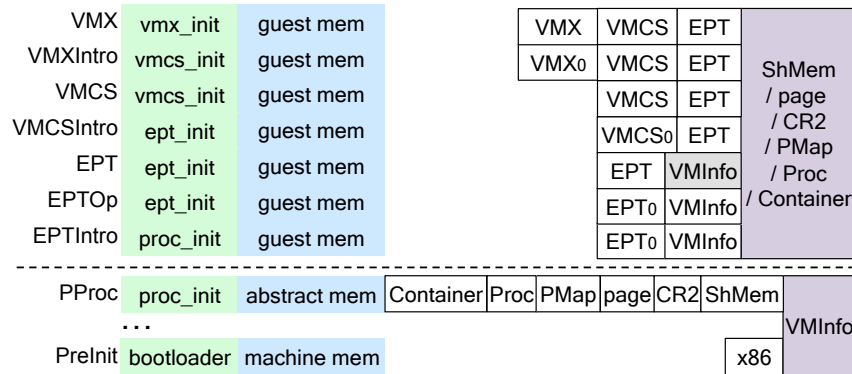 VMX vmx_init guest mem VMX VMCS EPT
VMXIntro vmcs_init guest mem VMX0 VMCS EPT
VMCS vmcs_init guest mem VMCS EPT
VMCSIntro ept_init guest mem VMCS0 EPT
EPT ept_init guest mem EPT VMInfo
EPTOp ept_init guest mem EPT0 VMInfo
EPTIntro proc_init guest mem EPT0 VMInfo
ShMem
/ page
/ CR2
/ PMap
/ Proc
/ Container
PProc proc_init abstract mem Container Proc PMap page CR2 ShMem
...
VMInfo
PreInit bootloader machine mem x86